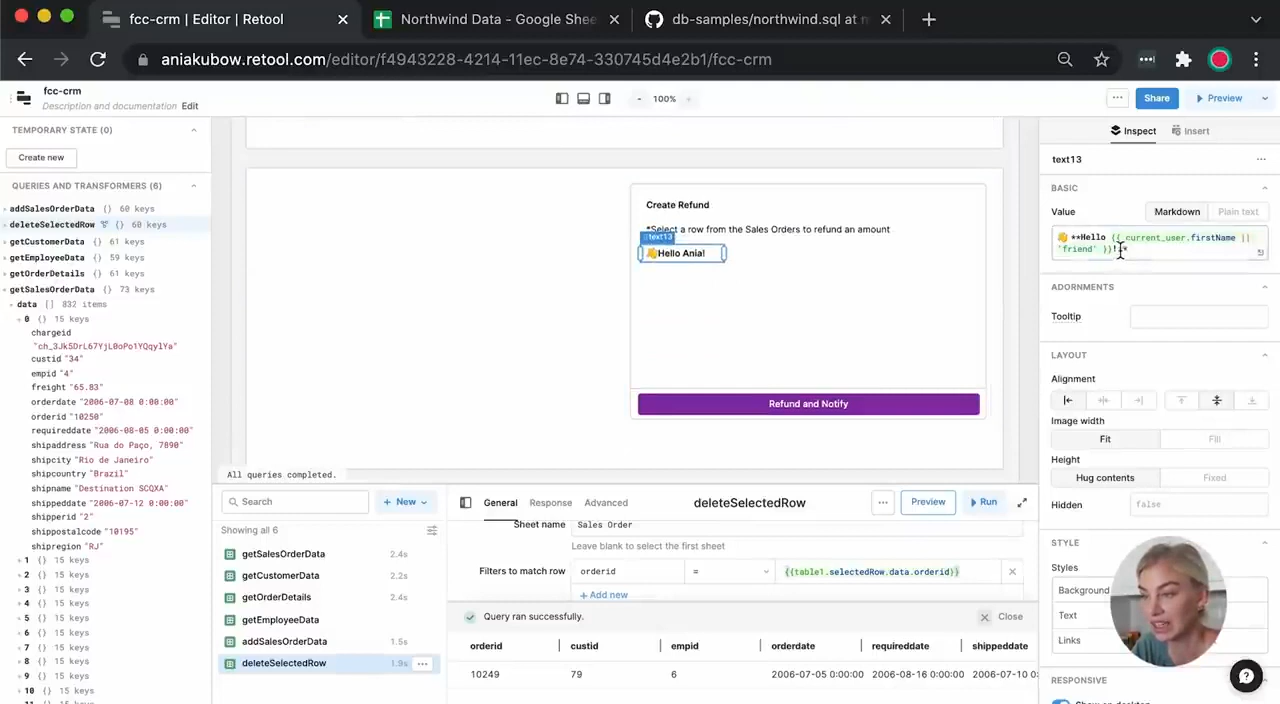 fcc-crm | Editor | Retool
Northwind Data - Google Shee
db-samples/northwind.sql at m
aniakubow.retool.com/editor/f4943228-4214-11ec-8e74-330745d4e2b1/fcc-crm
fcc-crm
Description and documentation Edit
- 100% +
Share
Preview
TEMPORARY STATE (0)
Create new
QUERIES AND TRANSFORMERS (6)
addSalesOrderData {} 60 keys
deleteSelectedRow {} 60 keys
getCustomerData {} 61 keys
getEmployeeData {} 59 keys
getOrderDetails {} 61 keys
getSalesOrderData {} 73 keys
data [] 832 items
0 {} 15 keys
chargeid
"ch_3Jk5DrL67YjL0oPo1YQqylYa"
custid "34"
empid "4"
freight "65.83"
orderdate "2006-07-08 0:00:00"
orderid "10250"
requireddate "2006-08-05 0:00:00"
shipaddress "Rua do Paço, 7890"
shipcity "Rio de Janeiro"
shipcountry "Brazil"
shipname "Destination SCQXA"
shippeddate "2006-07-12 0:00:00"
shipperid "2"
shippostalcode "10195"
shipregion "RJ"
1 {} 15 keys
2 {} 15 keys
3 {} 15 keys
4 {} 15 keys
5 {} 15 keys
6 {} 15 keys
7 {} 15 keys
8 {} 15 keys
9 {} 15 keys
10 {} 15 keys
Create Refund
*Select a row from the Sales Orders to refund an amount
text13
👋Hello Ania!
Refund and Notify
All queries completed.
Search
+ New
Showing all 6
getSalesOrderData 2.4s
getCustomerData 2.2s
getOrderDetails 2.4s
getEmployeeData
addSalesOrderData 1.5s
deleteSelectedRow 1.9s
General
Response
Advanced
deleteSelectedRow
Preview
Run
Sheet name
Sales Order
Leave blank to select the first sheet
Filters to match row
orderid
=
{{table1.selectedRow.data.orderid}}
+ Add new
Query ran successfully.
Close
orderid custid empid orderdate requireddate shippeddate
10249 79 6 2006-07-05 0:00:00 2006-08-16 0:00:00 2006-07-10 0:
Inspect
Insert
text13
BASIC
Value
Markdown
Plain text
👋 **Hello {{ current_user.firstName ||
'friend' }}!**
ADORNMENTS
Tooltip
LAYOUT
Alignment
Image width
Fit
Fill
Height
Hug contents
Fixed
Hidden
false
STYLE
Styles
Background
Text
Links
RESPONSIVE